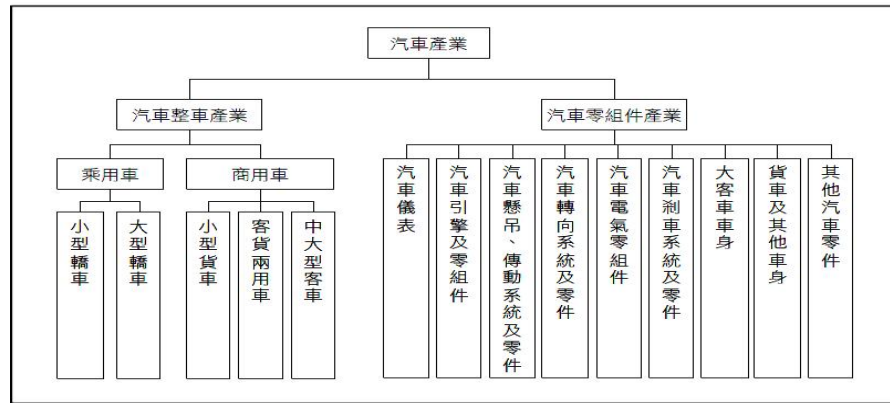 汽車產業
汽車整車產業
汽車零組件產業
乘用車
商用車
小型轎車
大型轎車
小型貨車
客貨兩用車
中大型客車
汽車儀表
汽車引擎及零組件
汽車懸吊、傳動系統及零件
汽車轉向系統及零件
汽車電氣零組件
汽車剎車系統及零件
大客車車身
貨車及其他車身
其他汽車零件